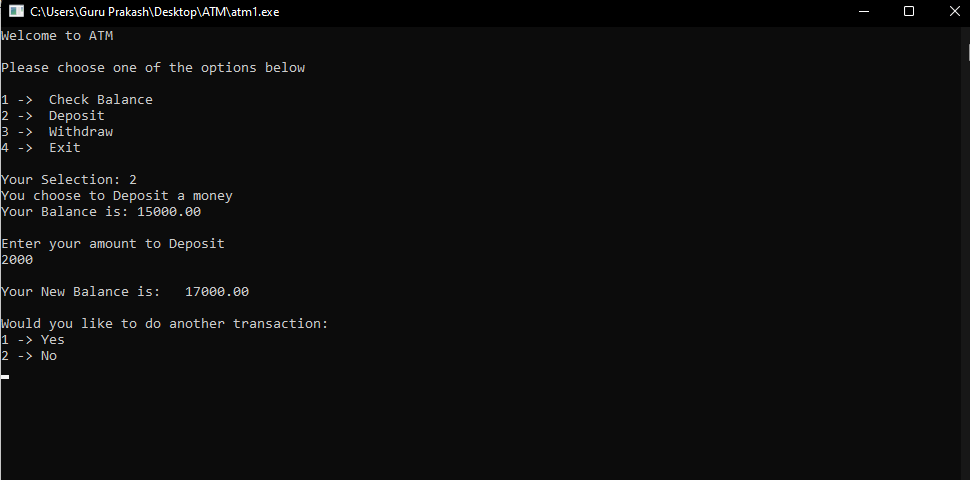 C:\Users\Guru Prakash\Desktop\ATM\atm1.exe
Welcome to ATM
Please choose one of the options below
1 ->  Check Balance
2 ->  Deposit
3 ->  Withdraw
4 ->  Exit
Your Selection: 2
You choose to Deposit a money
Your Balance is: 15000.00
Enter your amount to Deposit
2000
Your New Balance is:   17000.00
Would you like to do another transaction:
1 -> Yes
2 -> No